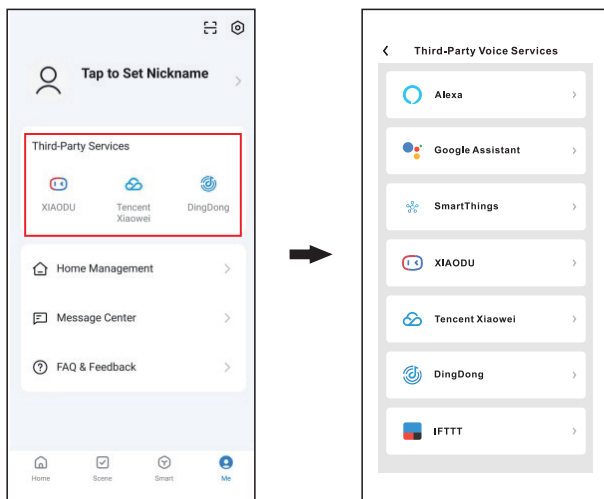 Tap to Set Nickname
Third-Party Services
XIAODU
Tencent
Xiaowei
DingDong
Home Management
Message Center
FAQ & Feedback
Home
Scene
Smart
Me
Third-Party Voice Services
Alexa
Google Assistant
SmartThings
XIAODU
Tencent Xiaowei
DingDong
IFTTT